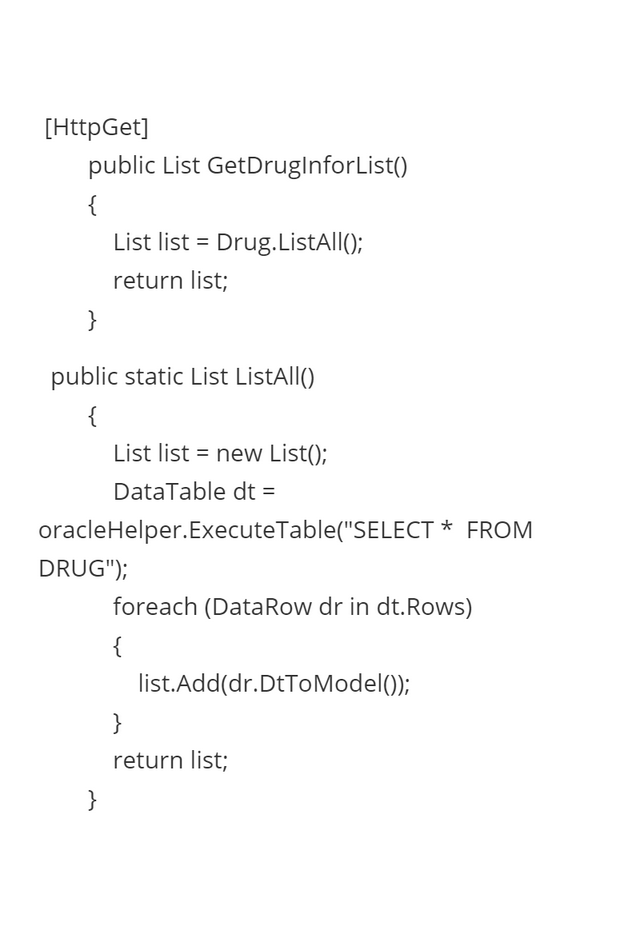 [HttpGet]
public List GetDrugInforList()
{
List list = Drug.ListAll();
return list;
}
public static List ListAll()
{
List list = new List();
DataTable dt =
oracleHelper.ExecuteTable("SELECT *  FROM
DRUG");
foreach (DataRow dr in dt.Rows)
{
list.Add(dr.DtToModel());
}
return list;
}